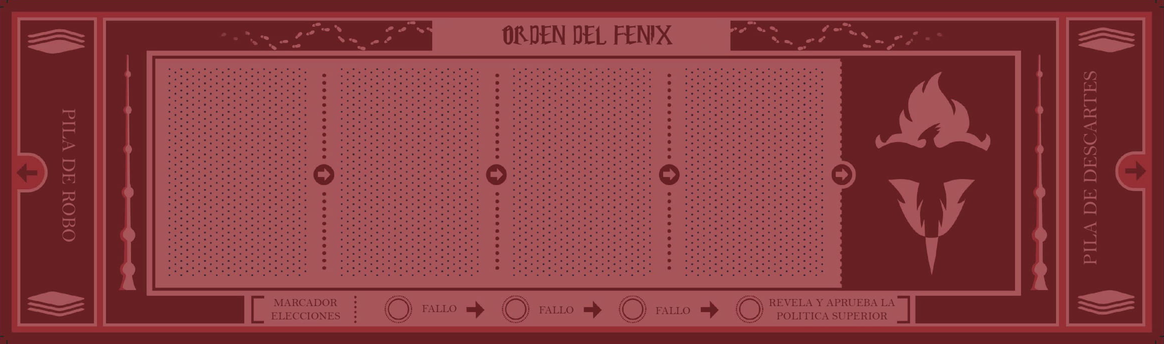 ORDEN DEL FENIX
PILA DE ROBO
PILA DE DESCARTES
MARCADOR
ELECCIONES
FALLO
FALLO
FALLO
REVELA Y APRUEBA LA
POLITICA SUPERIOR